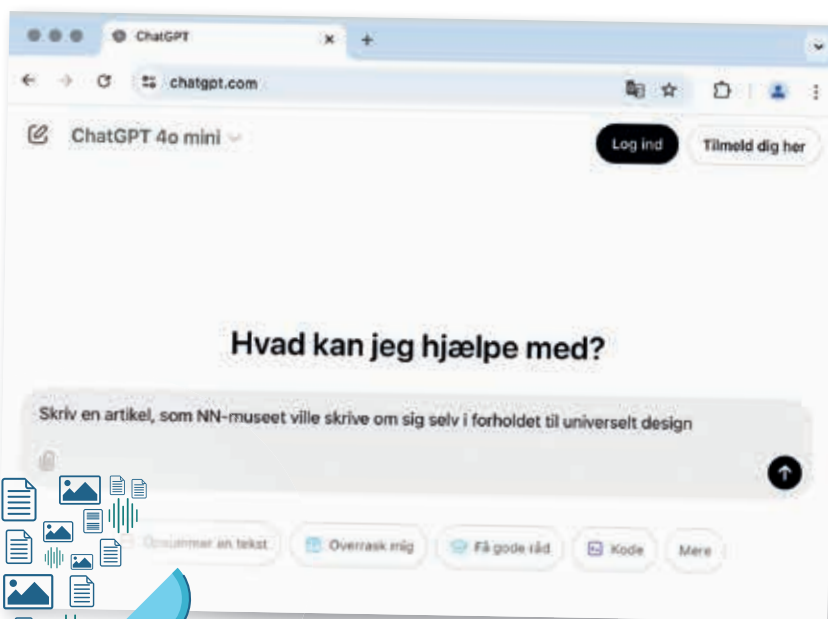 ChatGPT
chatgpt.com
ChatGPT 4o mini
Log ind
Tilmeld dig her
Hvad kan jeg hjælpe med?
Skriv en artikel, som NN-museet ville skrive om sig selv i forholdet til universelt design
Opsummer en tekst
Overrask mig
Få gode råd
Kode
Mere